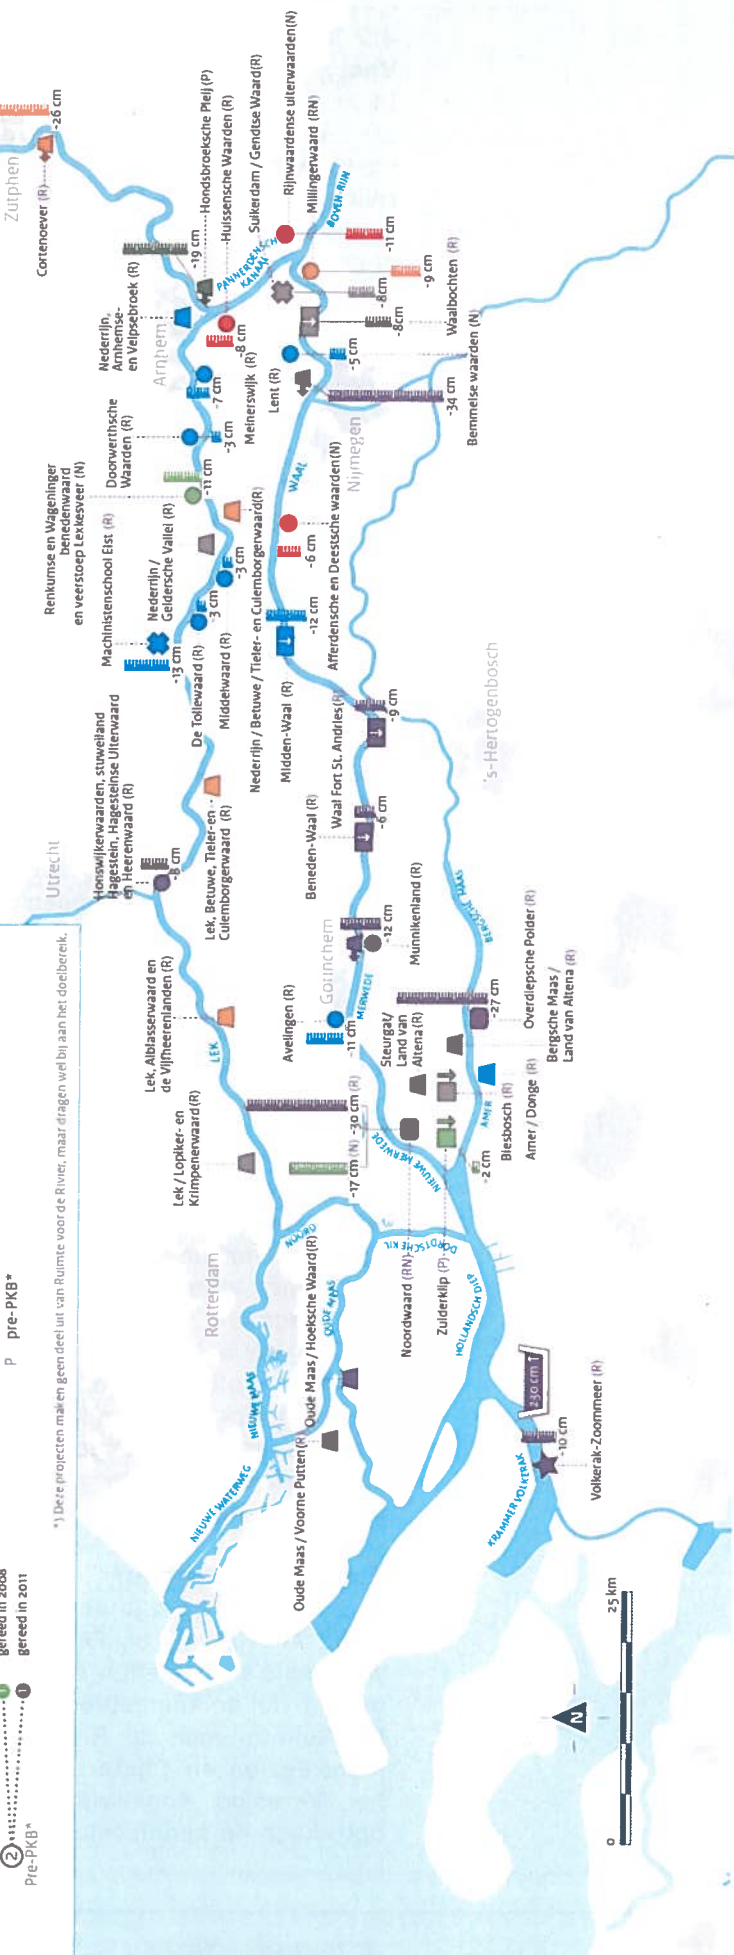 gereed in 2008
gereed in 2011
Pre-PKB*
2
1
1
P pre-PKB*
*) Deze projecten maken geen deel uit van Ruimte voor de Rivier, maar dragen wel bij aan het doelbereik.
Zutphen
Cortenoever (R)
-26 cm
Nederrijn,
Arnhemse-
en Velpsebroek (R)
-19 cm
Hondsbroeksche Pleij (P)
Huissensche Waarden (R)
-8 cm
Suikerdam / Gendtse Waard (R)
-8cm
Rijnwaardense uiterwaarden (N)
-11 cm
Millingerwaard (RN)
-9 cm
BOVEN-RIJN
PANNERDENSCH
KANAAL
Arnhem
Meinerswijk (R)
-7 cm
Doorwerthsche
Waarden (R)
-3 cm
Renkumse en Wageninger
benedenwaard
en veerstoep Lexkesveer (N)
-11 cm
Machinistenschool Elst (R)
-13 cm
Nederrijn /
Geldersche Vallei (R)
De Tollewaard (R)
-3 cm
Middelwaard (R)
-3 cm
Nederrijn / Betuwe / Tieler- en Culemborgerwaard (R)
Lent (R)
-34 cm
Waalbochten (R)
-8cm
Bemmelse waarden (N)
-5 cm
Nijmegen
WAAL
Afferdensche en Deestsche waarden (N)
-6 cm
Midden-Waal (R)
-12 cm
Waal Fort St. Andries (R)
-9 cm
Beneden-Waal (R)
-6 cm
's-Hertogenbosch
Utrecht
Honswijkerwaarden, stuweiland
Hagestein, Hagesteinse Uiterwaard
en Heerenwaard (R)
-8 cm
Lek, Betuwe, Tieler- en
Culemborgerwaard (R)
Lek, Alblasserwaard en
de Vijfheerenlanden (R)
LEK
Lek / Lopiker- en
Krimpenerwaard (R)
Avelingen (R)
-11 cm
Gorinchem
MERWEDE
Munnikenland (R)
-12 cm
BERGSCHE MAAS
Overdiepsche Polder (R)
-27 cm
Bergsche Maas /
Land van Altena (R)
Steurgat/
Land van
Altena (R)
Amer / Donge (R)
AMER
Biesbosch (R)
-17 cm (N) -30 cm (R)
NIEUWE MERWEDE
-2 cm
Noordwaard (RN)
Zuiderklip (P)
NOORD
DORDTSCHE KIL
HOLLANDSCH DIEP
Rotterdam
OUDE MAAS
Oude Maas / Hoeksche Waard (R)
Oude Maas / Voorne Putten (R)
NIEUWE MAAS
NIEUWE WATERWEG
KRAMMER VOLKERAK
230 cm
-10 cm
Volkerak-Zoommeer (R)
N
0
25 km